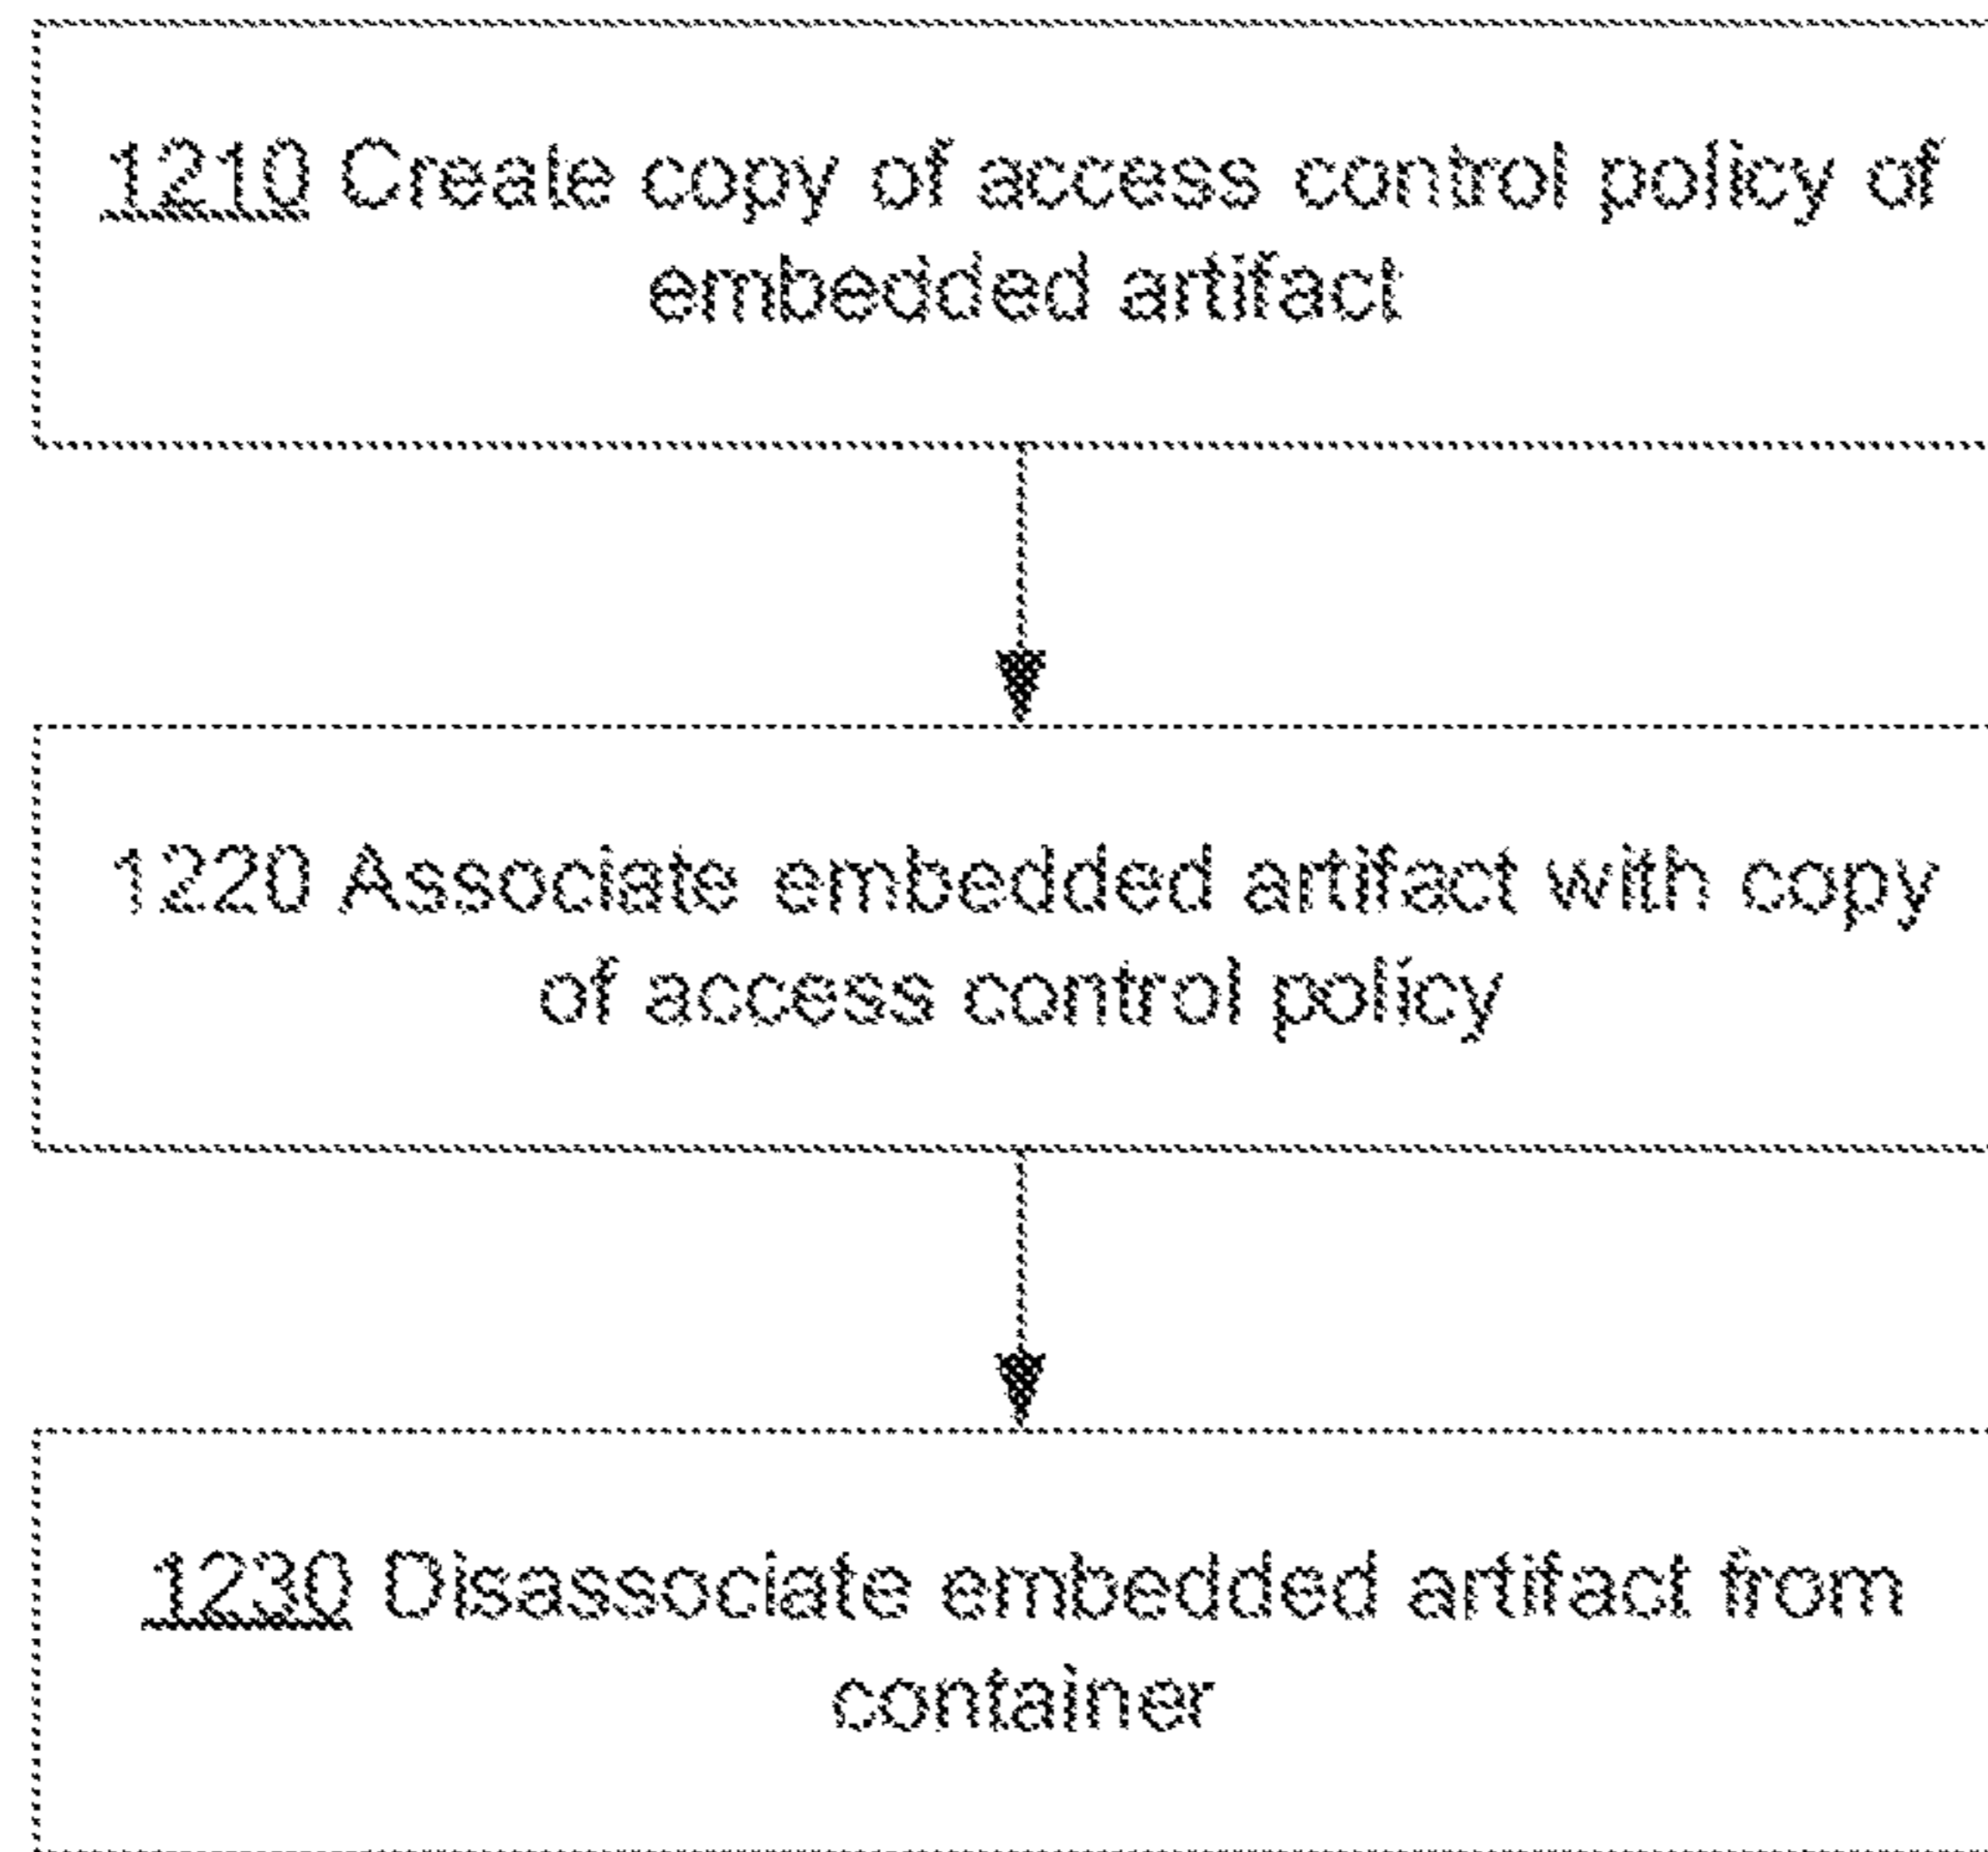 1210 Create copy of access control policy of
embedded artifact
1220 Associate embedded artifact with copy
of access control policy
1230 Disassociate embedded artifact from
container